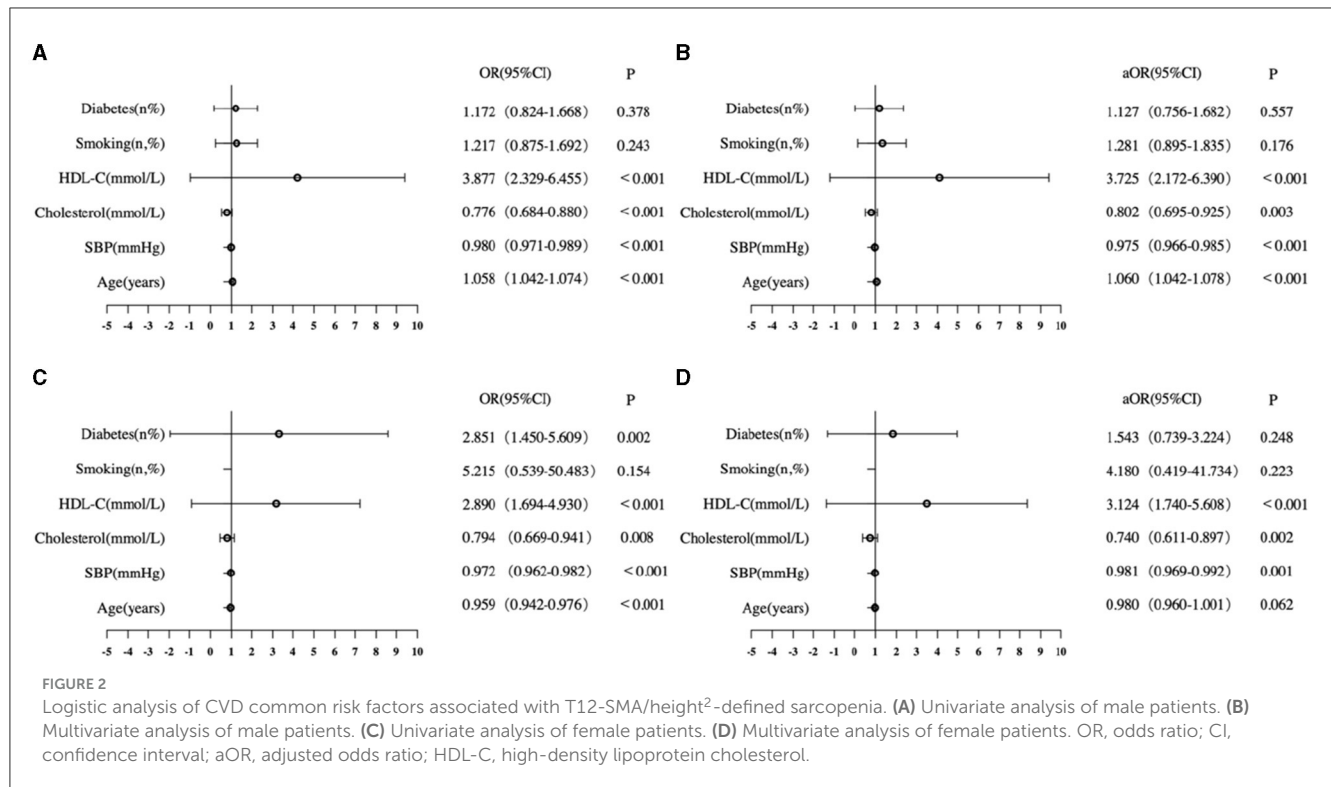 A
OR(95%CI) P
Diabetes(n%) 1.172 (0.824-1.668) 0.378
Smoking(n,%) 1.217 (0.875-1.692) 0.243
HDL-C(mmol/L) 3.877 (2.329-6.455) <0.001
Cholesterol(mmol/L) 0.776 (0.684-0.880) <0.001
SBP(mmHg) 0.980 (0.971-0.989) <0.001
Age(years) 1.058 (1.042-1.074) <0.001
-5 -4 -3 -2 -1 0 1 2 3 4 5 6 7 8 9 10
B
aOR(95%CI) P
Diabetes(n%) 1.127 (0.756-1.682) 0.557
Smoking(n,%) 1.281 (0.895-1.835) 0.176
HDL-C(mmol/L) 3.725 (2.172-6.390) <0.001
Cholesterol(mmol/L) 0.802 (0.695-0.925) 0.003
SBP(mmHg) 0.975 (0.966-0.985) <0.001
Age(years) 1.060 (1.042-1.078) <0.001
-5 -4 -3 -2 -1 0 1 2 3 4 5 6 7 8 9 10
C
OR(95%CI) P
Diabetes(n%) 2.851 (1.450-5.609) 0.002
Smoking(n,%) 5.215 (0.539-50.483) 0.154
HDL-C(mmol/L) 2.890 (1.694-4.930) <0.001
Cholesterol(mmol/L) 0.794 (0.669-0.941) 0.008
SBP(mmHg) 0.972 (0.962-0.982) <0.001
Age(years) 0.959 (0.942-0.976) <0.001
-5 -4 -3 -2 -1 0 1 2 3 4 5 6 7 8 9 10
D
aOR(95%CI) P
Diabetes(n%) 1.543 (0.739-3.224) 0.248
Smoking(n,%) 4.180 (0.419-41.734) 0.223
HDL-C(mmol/L) 3.124 (1.740-5.608) <0.001
Cholesterol(mmol/L) 0.740 (0.611-0.897) 0.002
SBP(mmHg) 0.981 (0.969-0.992) 0.001
Age(years) 0.980 (0.960-1.001) 0.062
-5 -4 -3 -2 -1 0 1 2 3 4 5 6 7 8 9 10
FIGURE 2
Logistic analysis of CVD common risk factors associated with T12-SMA/height²-defined sarcopenia. (A) Univariate analysis of male patients. (B)
Multivariate analysis of male patients. (C) Univariate analysis of female patients. (D) Multivariate analysis of female patients. OR, odds ratio; CI,
confidence interval; aOR, adjusted odds ratio; HDL-C, high-density lipoprotein cholesterol.